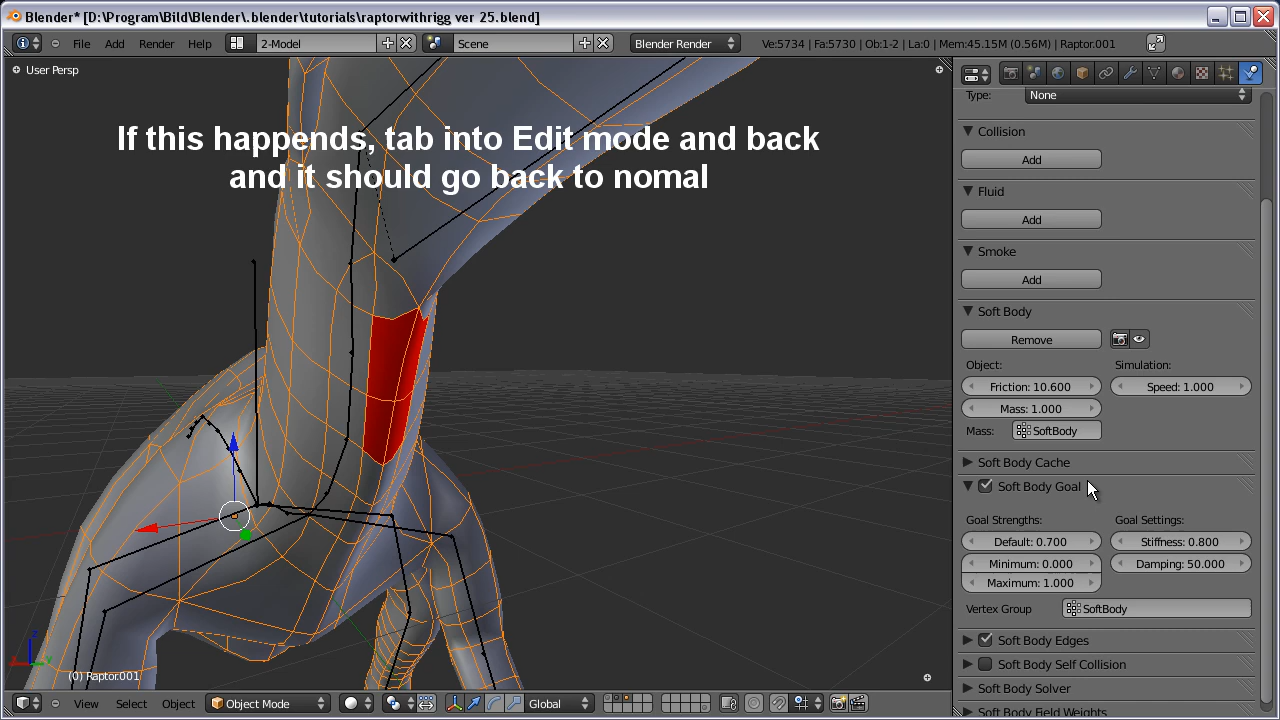 Blender* [D:\Program\Bild\Blender\.blender\tutorials\raptorwithrigg ver 25.blend]
File Add Render Help 2-Model Scene Blender Render Ve:5734 | Fa:5730 | Ob:1-2 | La:0 | Mem:45.15M (0.56M) | Raptor.001
User Persp
If this happends, tab into Edit mode and back
and it should go back to nomal
Type: None
Collision
Add
Fluid
Add
Smoke
Add
Soft Body
Remove
Object: Simulation:
Friction: 10.600 Speed: 1.000
Mass: 1.000
Mass: SoftBody
Soft Body Cache
Soft Body Goal
Goal Strengths: Goal Settings:
Default: 0.700 Stiffness: 0.800
Minimum: 0.000 Damping: 50.000
Maximum: 1.000
Vertex Group SoftBody
Soft Body Edges
Soft Body Self Collision
Soft Body Solver
Soft Body Field Weights
z
x y
(0) Raptor.001
View Select Object Object Mode Global